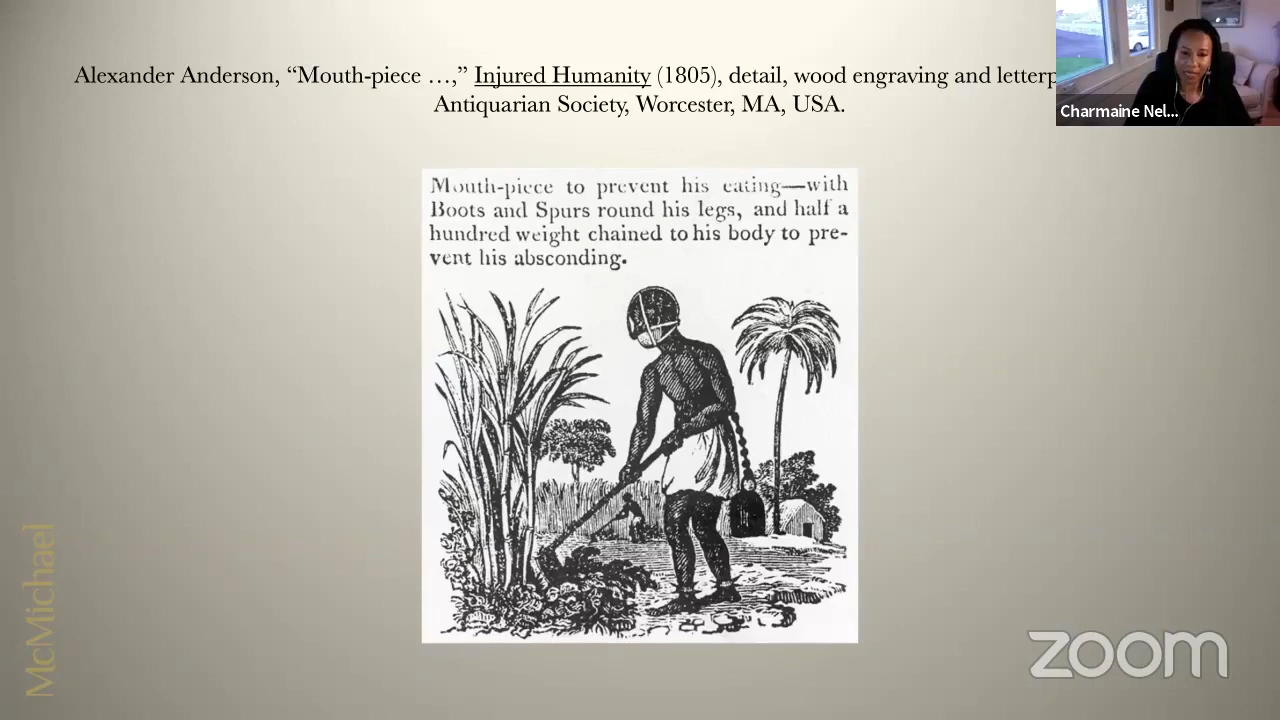 Alexander Anderson, “Mouth-piece …,” Injured Humanity (1805), detail, wood engraving and
Antiquarian Society, Worcester, MA, USA.
Charmaine Nel...
Mouth-piece to prevent his eating—with
Boots and Spurs round his legs, and half a
hundred weight chained to his body to pre-
vent his absconding.
McMichael
zoom